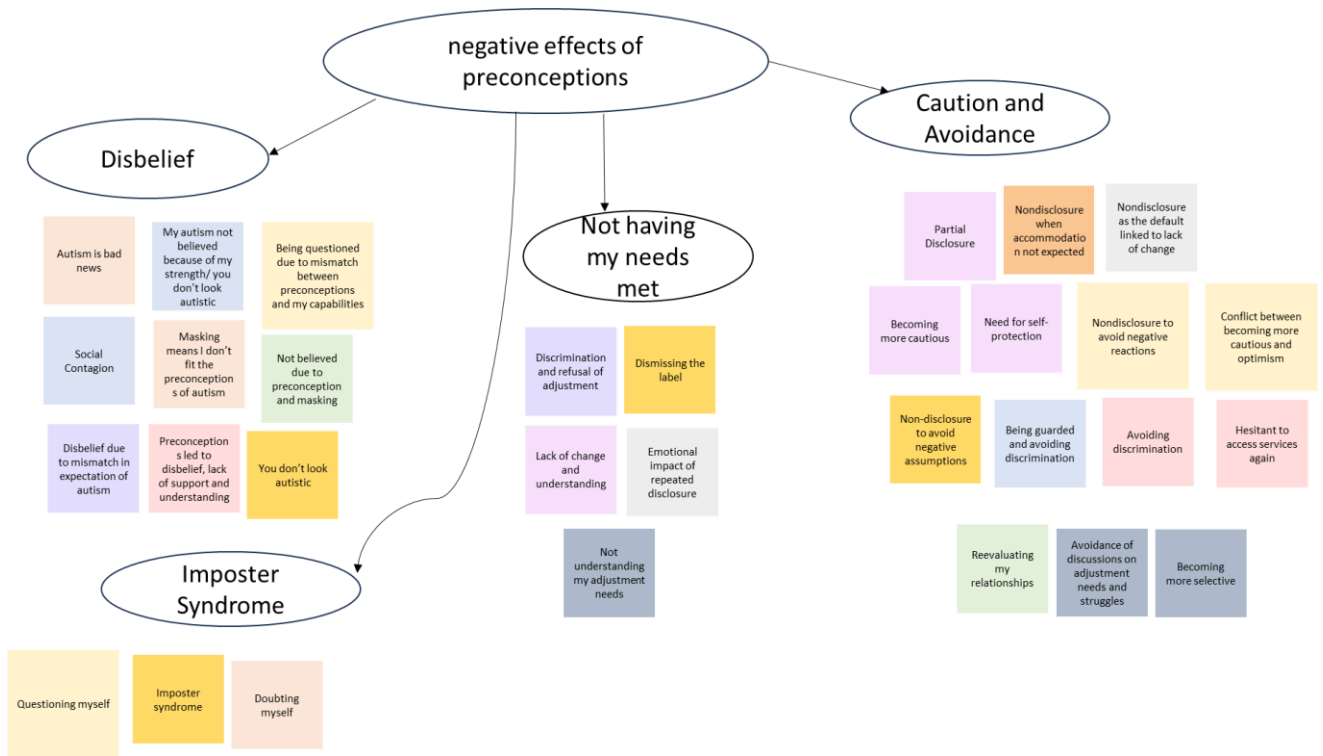 negative effects of
preconceptions
Caution and
Avoidance
Disbelief
Not having
my needs
met
Imposter
Syndrome
Autism is bad
news
My autism not
believed
because of my
strength/ you
don't look
autistic
Being questioned
due to mismatch
between
preconceptions
and my capabilities
Social
Contagion
Masking
means I don't
fit the
preconception
s of autism
Not believed
due to
preconception
and masking
Disbelief due
to mismatch in
expectation of
autism
Preconception
s led to
disbelief, lack
of support and
understanding
You don't look
autistic
Questioning myself
Imposter
syndrome
Doubting
myself
Discrimination
and refusal of
adjustment
Dismissing the
label
Lack of change
and
understanding
Emotional
impact of
repeated
disclosure
Not
understanding
my adjustment
needs
Partial
Disclosure
Nondisclosure
when
accommodatio
n not expected
Nondisclosure
as the default
linked to lack
of change
Becoming
more cautious
Need for self-
protection
Nondisclosure to
avoid negative
reactions
Conflict between
becoming more
cautious and
optimism
Non-disclosure
to avoid
negative
assumptions
Being guarded
and avoiding
discrimination
Avoiding
discrimination
Hesitant to
access services
again
Reevaluating
my
relationships
Avoidance of
discussions on
adjustment
needs and
struggles
Becoming
more selective